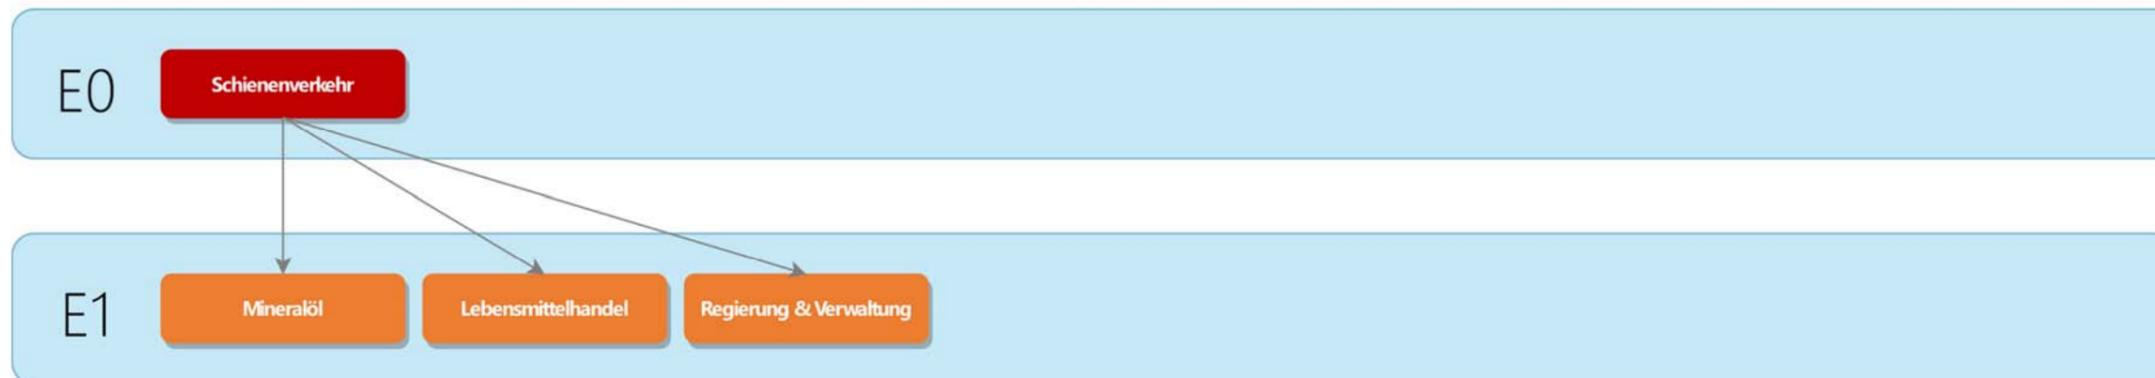 E0
Schienenverkehr
E1
Mineralöl
Lebensmittelhandel
Regierung & Verwaltung